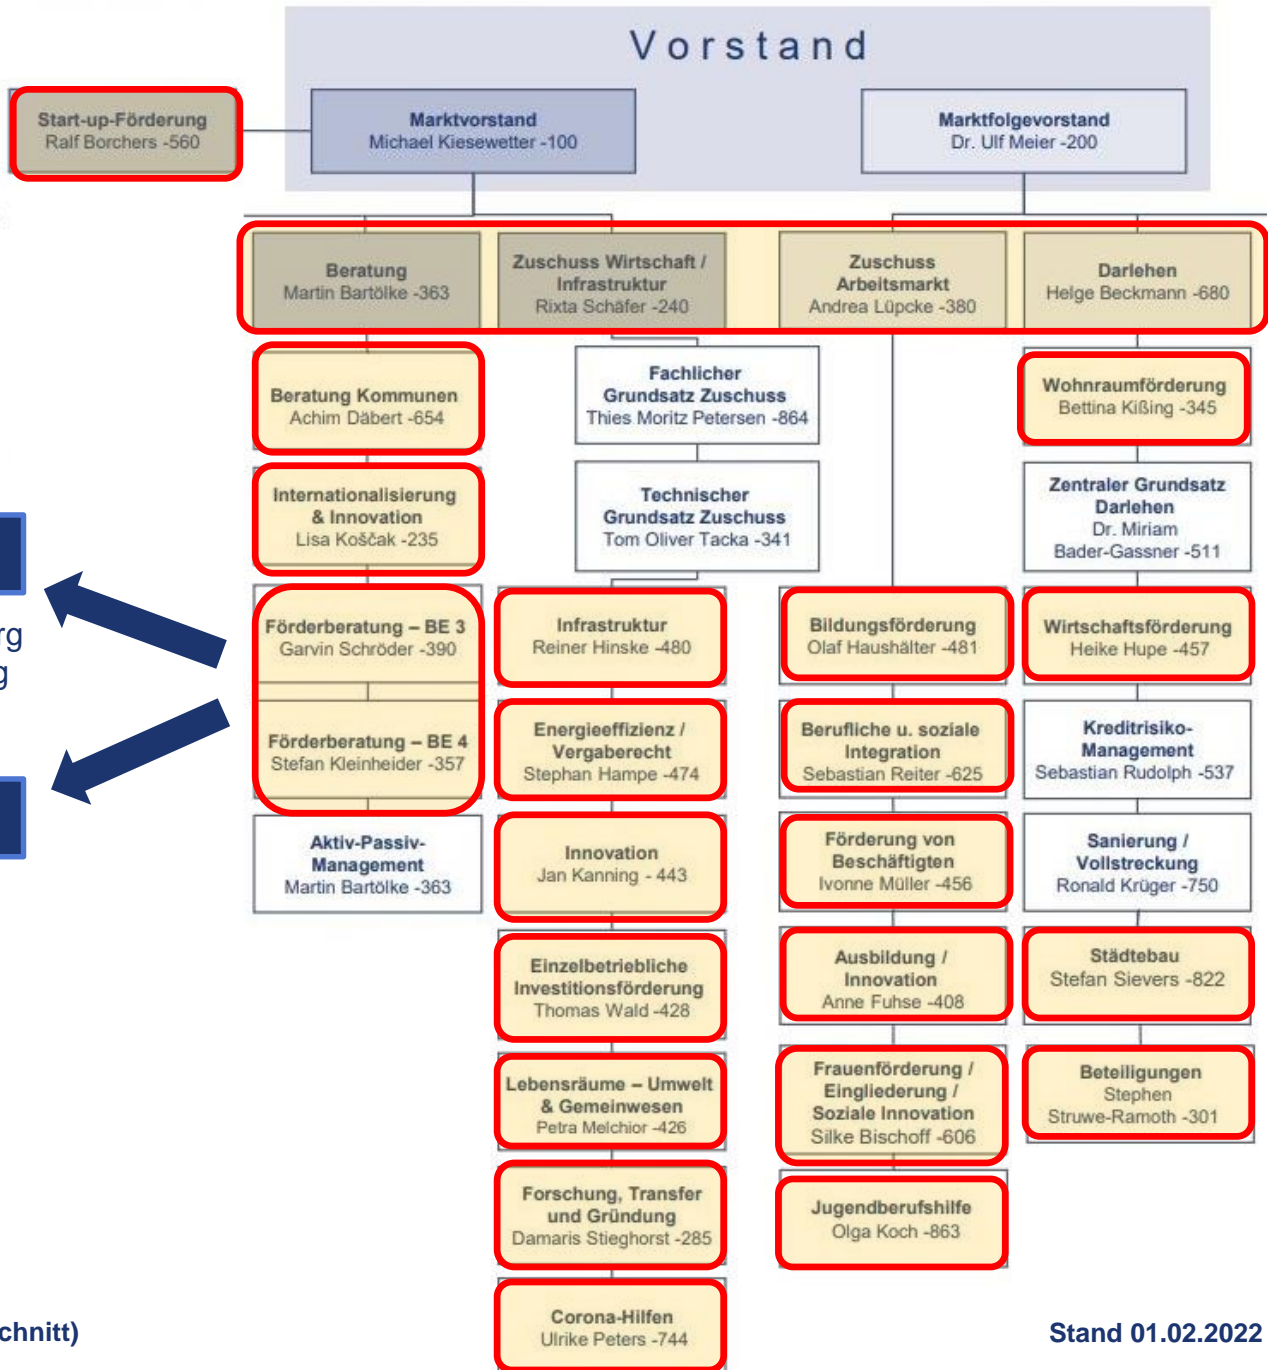 Vorstand
Start-up-Förderung
Ralf Borchers -560
Marktvorstand
Michael Kiesewetter -100
Marktfolgevorstand
Dr. Ulf Meier -200
Beratung
Martin Bartölke -363
Zuschuss Wirtschaft /
Infrastruktur
Rixta Schäfer -240
Zuschuss
Arbeitsmarkt
Andrea Lüpcke -380
Darlehen
Helge Beckmann -680
Beratung Kommunen
Achim Däbert -654
Internationalisierung
& Innovation
Lisa Koščak -235
Förderberatung – BE 3
Garvin Schröder -390
Förderberatung – BE 4
Stefan Kleinheider -357
Aktiv-Passiv-
Management
Martin Bartölke -363
Fachlicher
Grundsatz Zuschuss
Thies Moritz Petersen -864
Technischer
Grundsatz Zuschuss
Tom Oliver Tacka -341
Infrastruktur
Reiner Hinske -480
Energieeffizienz /
Vergaberecht
Stephan Hampe -474
Innovation
Jan Kanning - 443
Einzelbetriebliche
Investitionsförderung
Thomas Wald -428
Lebensräume – Umwelt
& Gemeinwesen
Petra Melchior -426
Forschung, Transfer
und Gründung
Damaris Stieghorst -285
Corona-Hilfen
Ulrike Peters -744
Bildungsförderung
Olaf Haushälter -481
Berufliche u. soziale
Integration
Sebastian Reiter -625
Förderung von
Beschäftigten
Ivonne Müller -456
Ausbildung /
Innovation
Anne Fuhse -408
Frauenförderung /
Eingliederung /
Soziale Innovation
Silke Bischoff -606
Jugendberufshilfe
Olga Koch -863
Wohnraumförderung
Bettina Kißing -345
Zentraler Grundsatz
Darlehen
Dr. Miriam
Bader-Gassner -511
Wirtschaftsförderung
Heike Hupe -457
Kreditrisiko-
Management
Sebastian Rudolph -537
Sanierung /
Vollstreckung
Ronald Krüger -750
Städtebau
Stefan Sievers -822
Beteiligungen
Stephen
Struwe-Ramoth -301
rg
g
chnitt)
Stand 01.02.2022